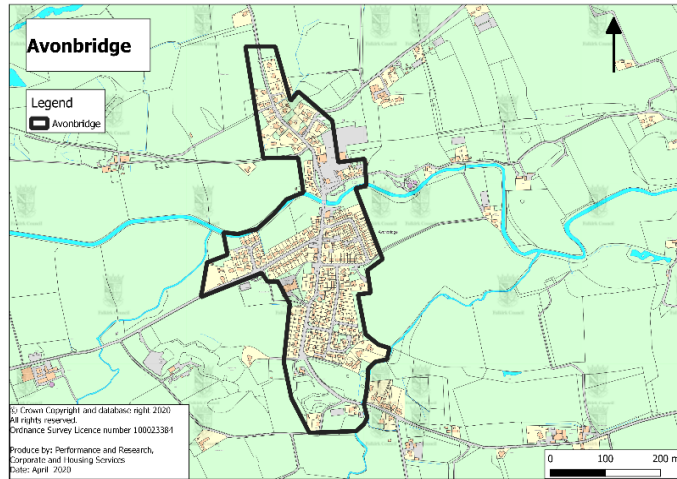 Avonbridge
Legend
Avonbridge
Avonbridge
© Crown Copyright and database right 2020
All rights reserved.
Ordnance Survey Licence number 100023384
Produce by: Performance and Research,
Corporate and Housing Services
Date: April 2020
0 100 200 m